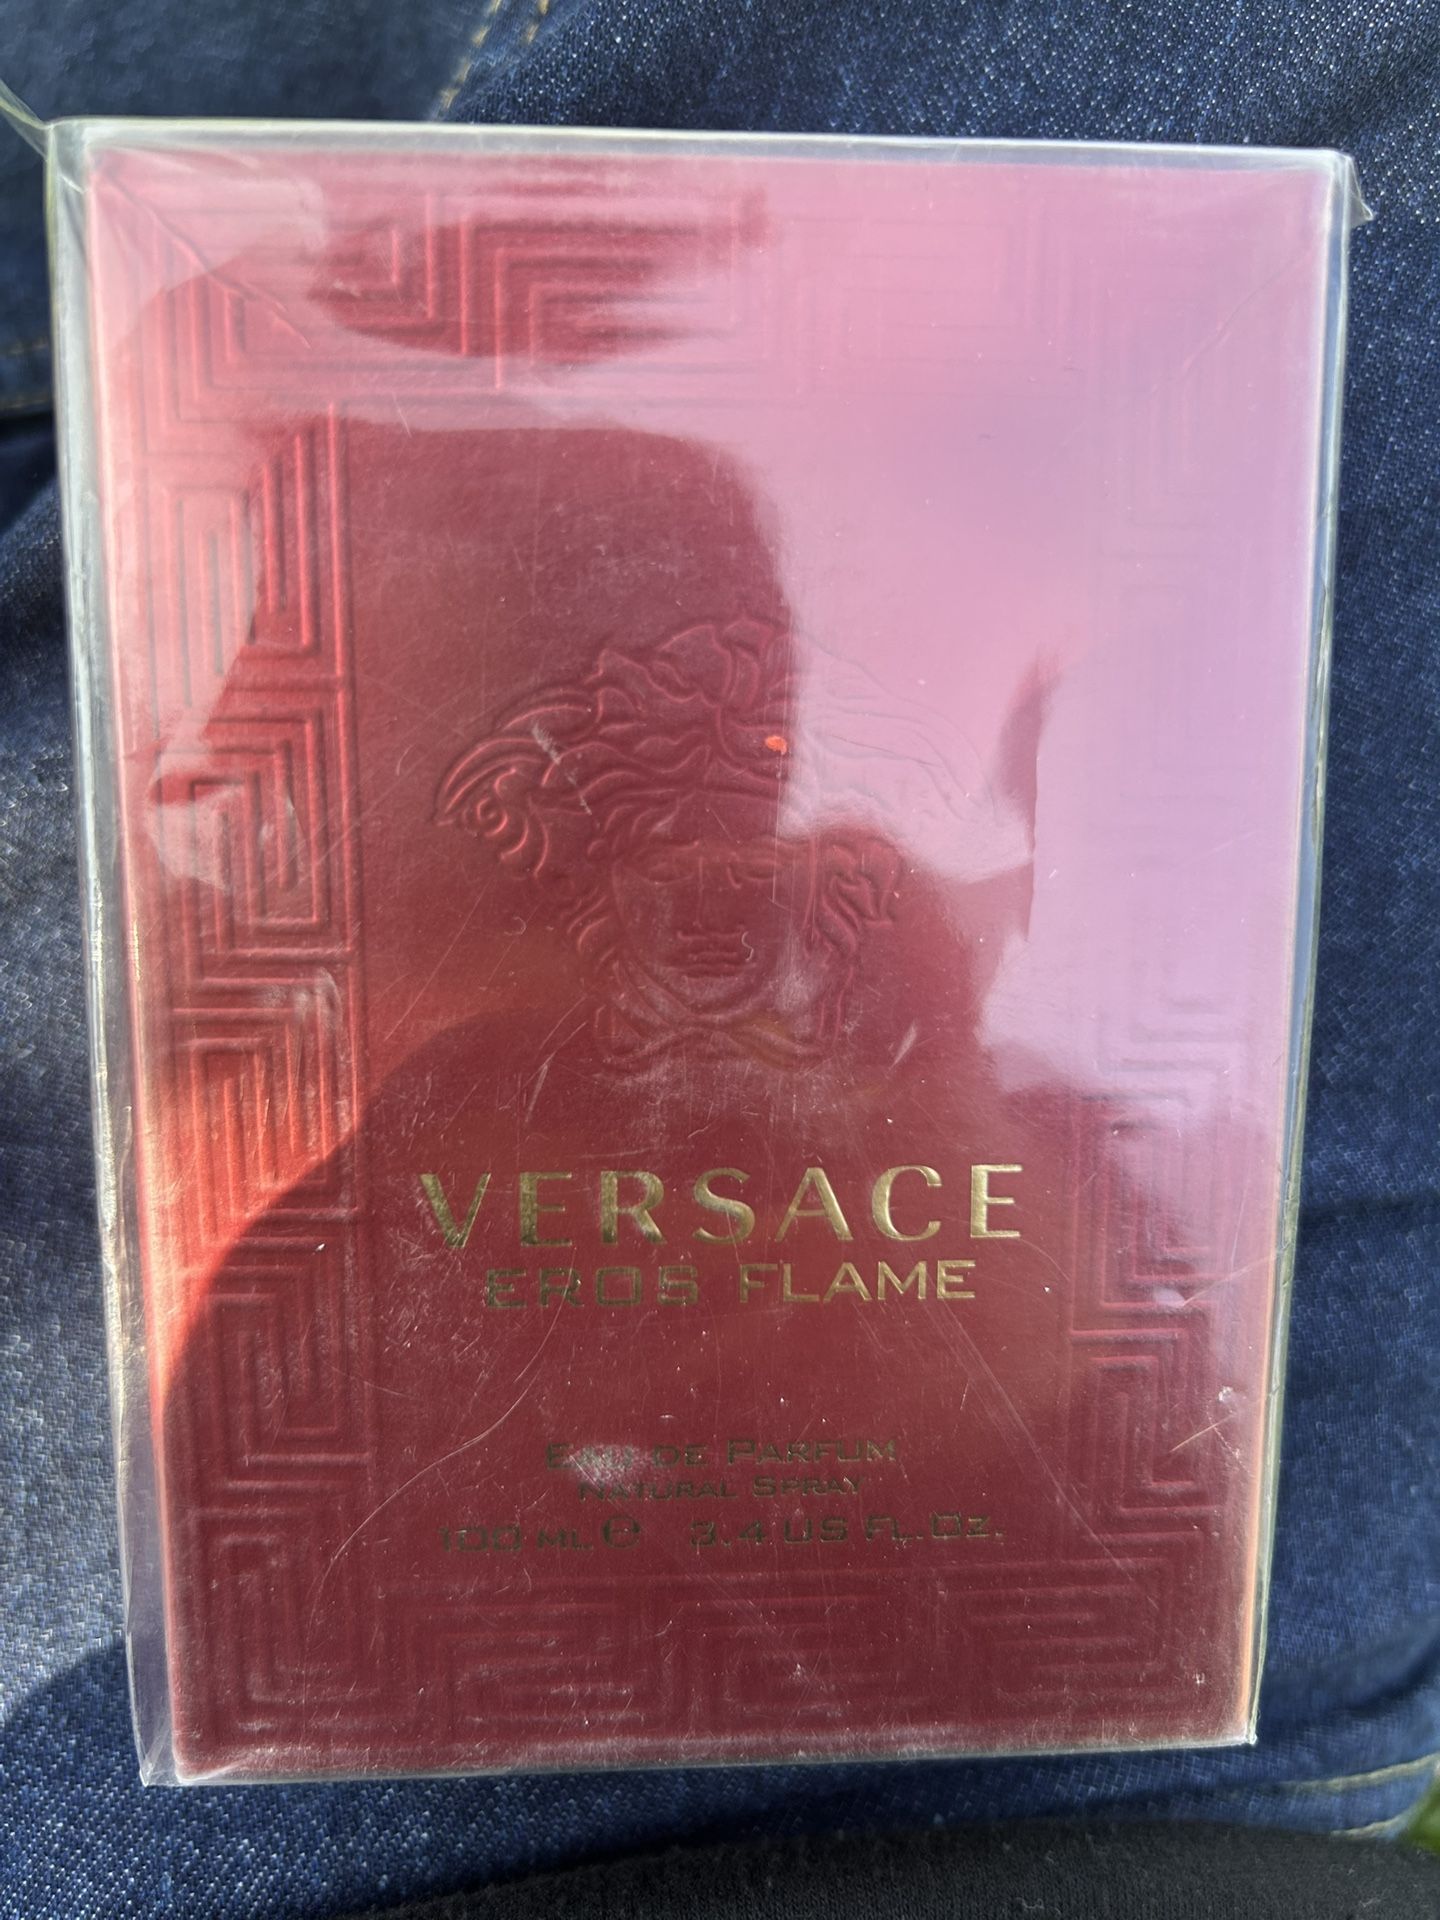 VERSACE
EROS FLAME
EAU DE PARFUM
NATURAL SPRAY
100 ML ℮ 3.4 US FL.OZ.